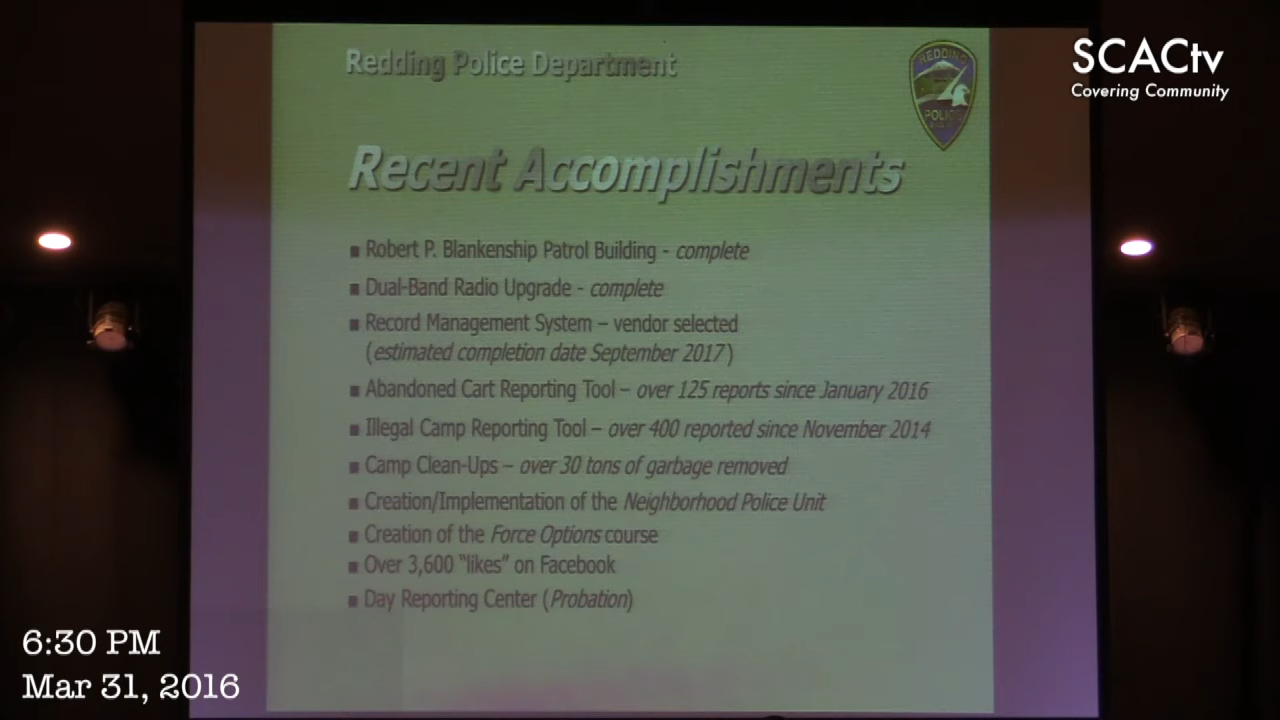 Redding Police Department
REDDING
POLICE
SCACtv
Covering Community
Recent Accomplishments
■ Robert P. Blankenship Patrol Building - complete
■ Dual-Band Radio Upgrade - complete
■ Record Management System – vendor selected
(estimated completion date September 2017)
■ Abandoned Cart Reporting Tool – over 125 reports since January 2016
■ Illegal Camp Reporting Tool – over 400 reported since November 2014
■ Camp Clean-Ups – over 30 tons of garbage removed
■ Creation/Implementation of the Neighborhood Police Unit
■ Creation of the Force Options course
■ Over 3,600 “likes” on Facebook
■ Day Reporting Center (Probation)
6:30 PM
Mar 31, 2016